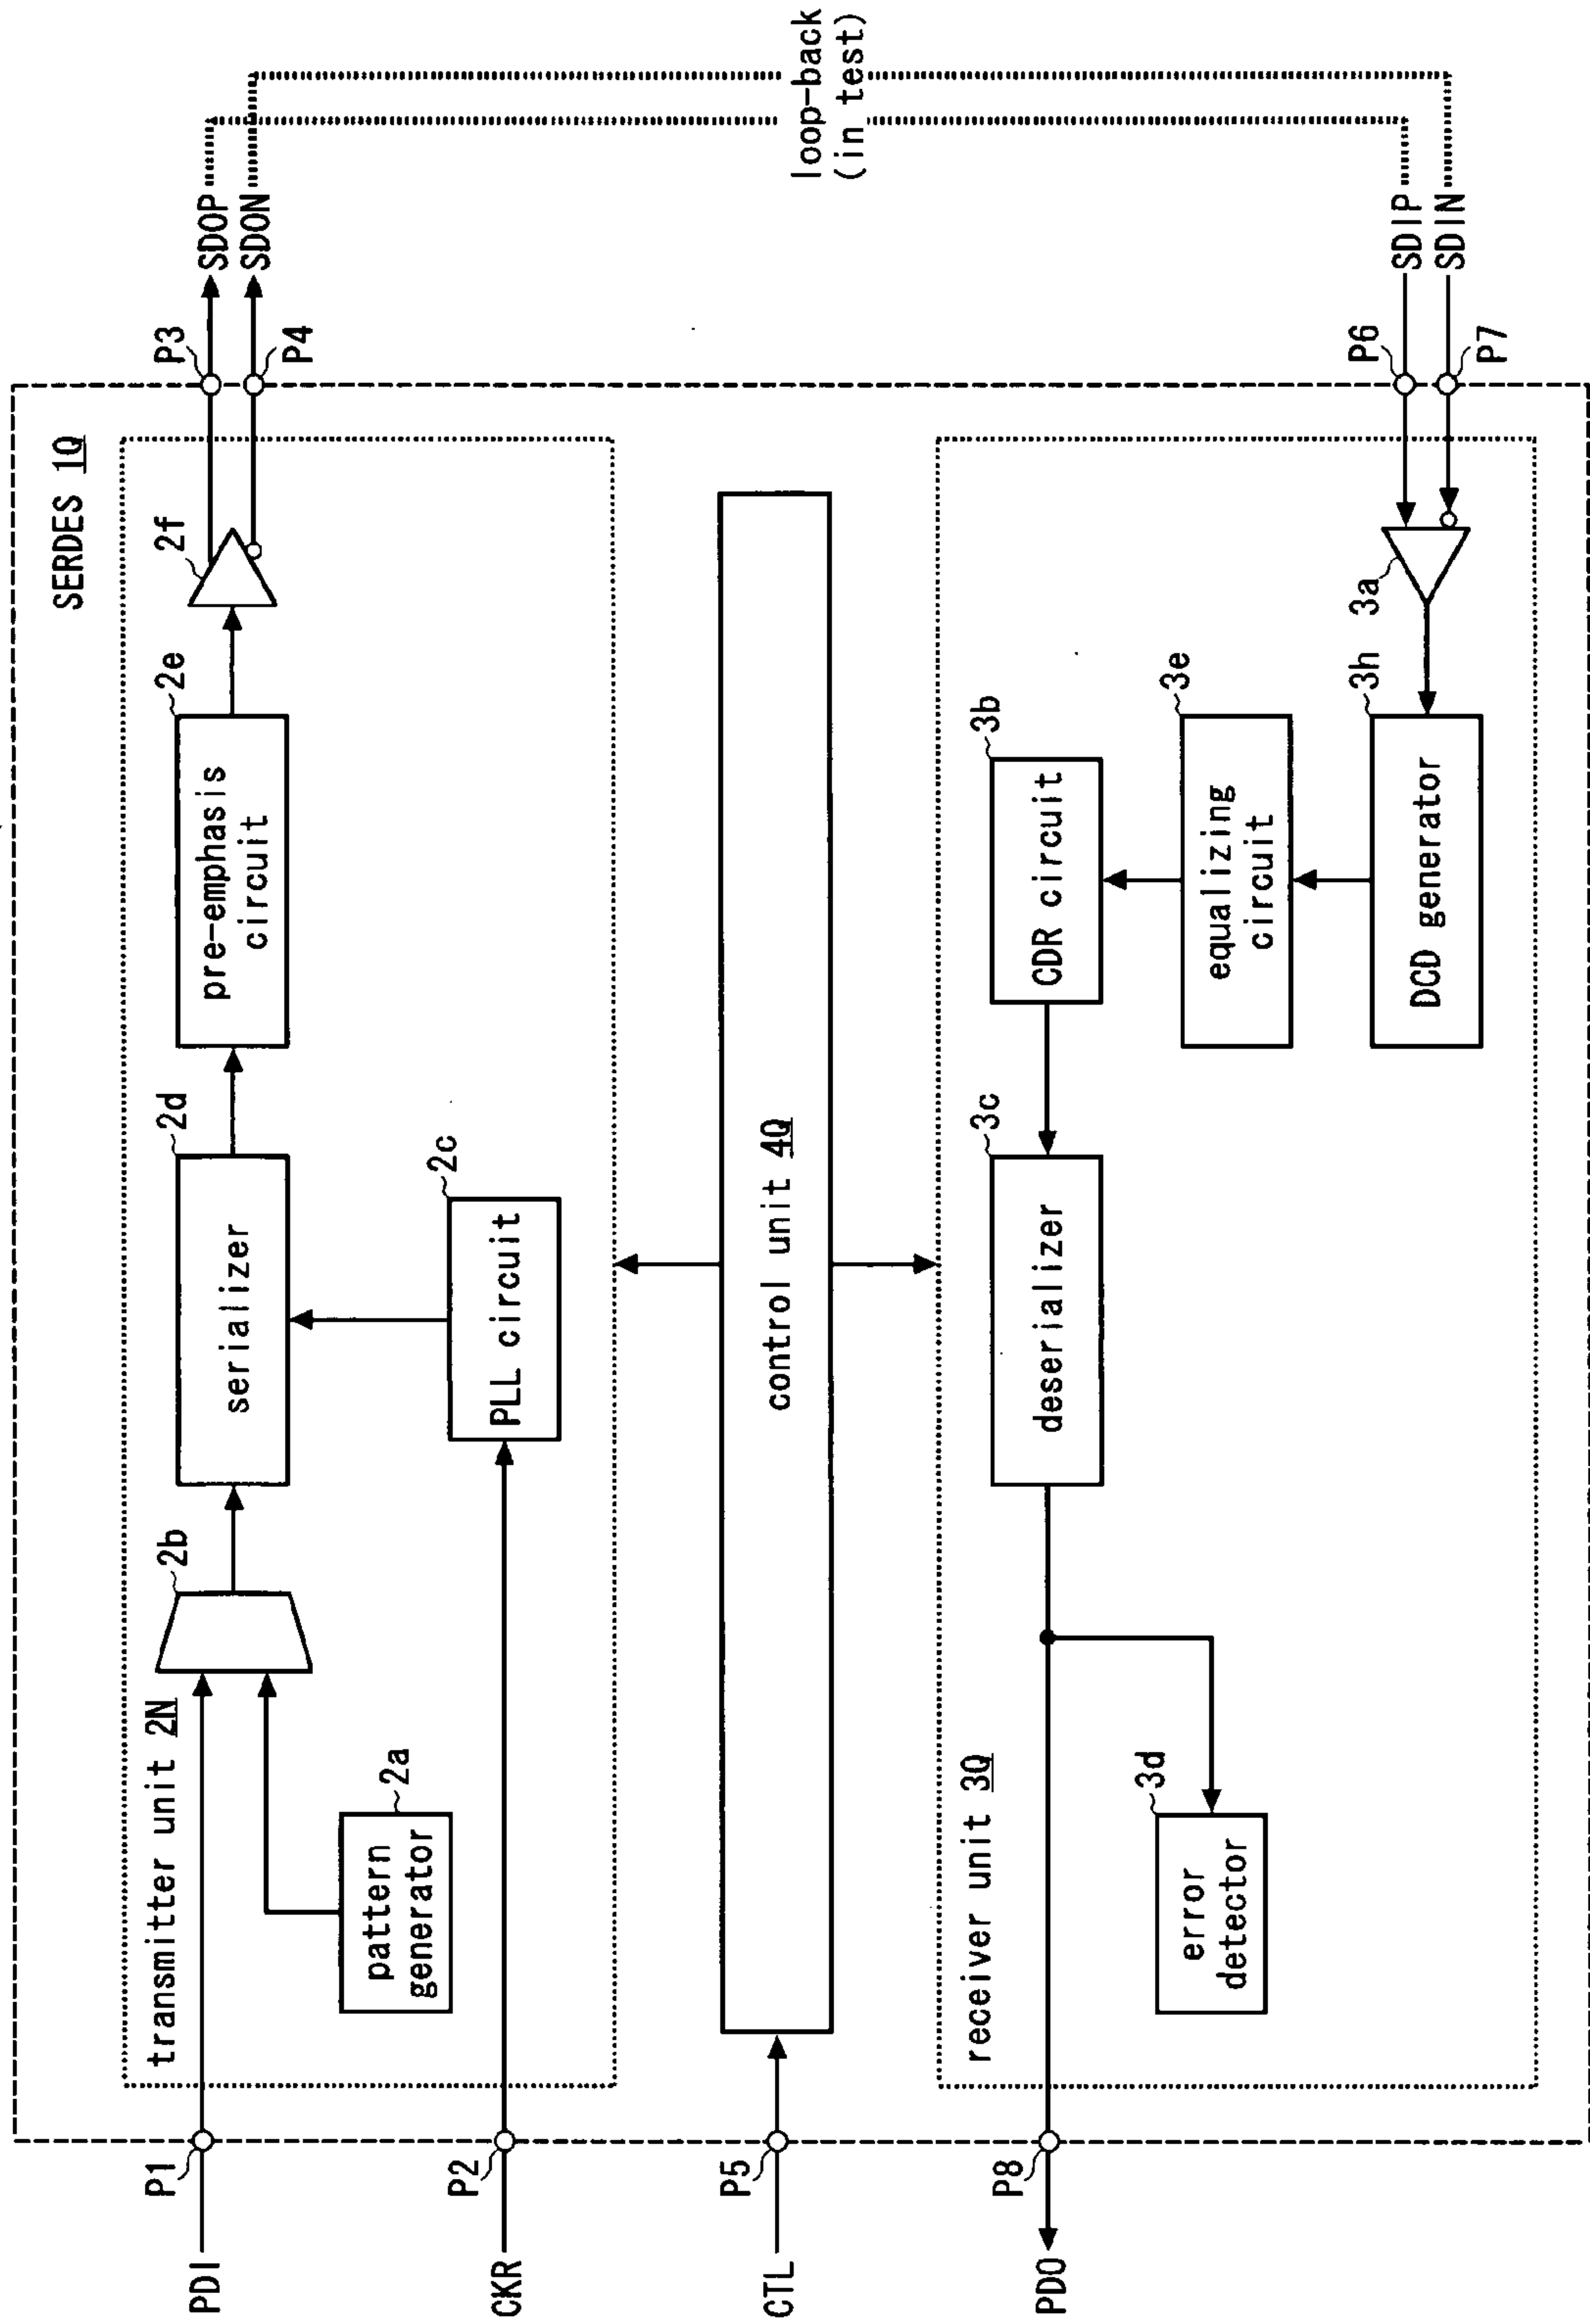 SERDES 1Q
transmitter unit 2N
PDI
P1
2b
2d
serializer
2e
pre-emphasis
circuit
2f
P3
SDOP
P4
SDON
2a
pattern
generator
2c
PLL circuit
CKR
P2
CTL
P5
control unit 4Q
loop-back
(in test)
receiver unit 3Q
PDO
P8
3c
deserializer
3b
CDR circuit
3d
error
detector
3e
equalizing
circuit
3h
DCD generator
3a
P6
SDIP
P7
SDIN